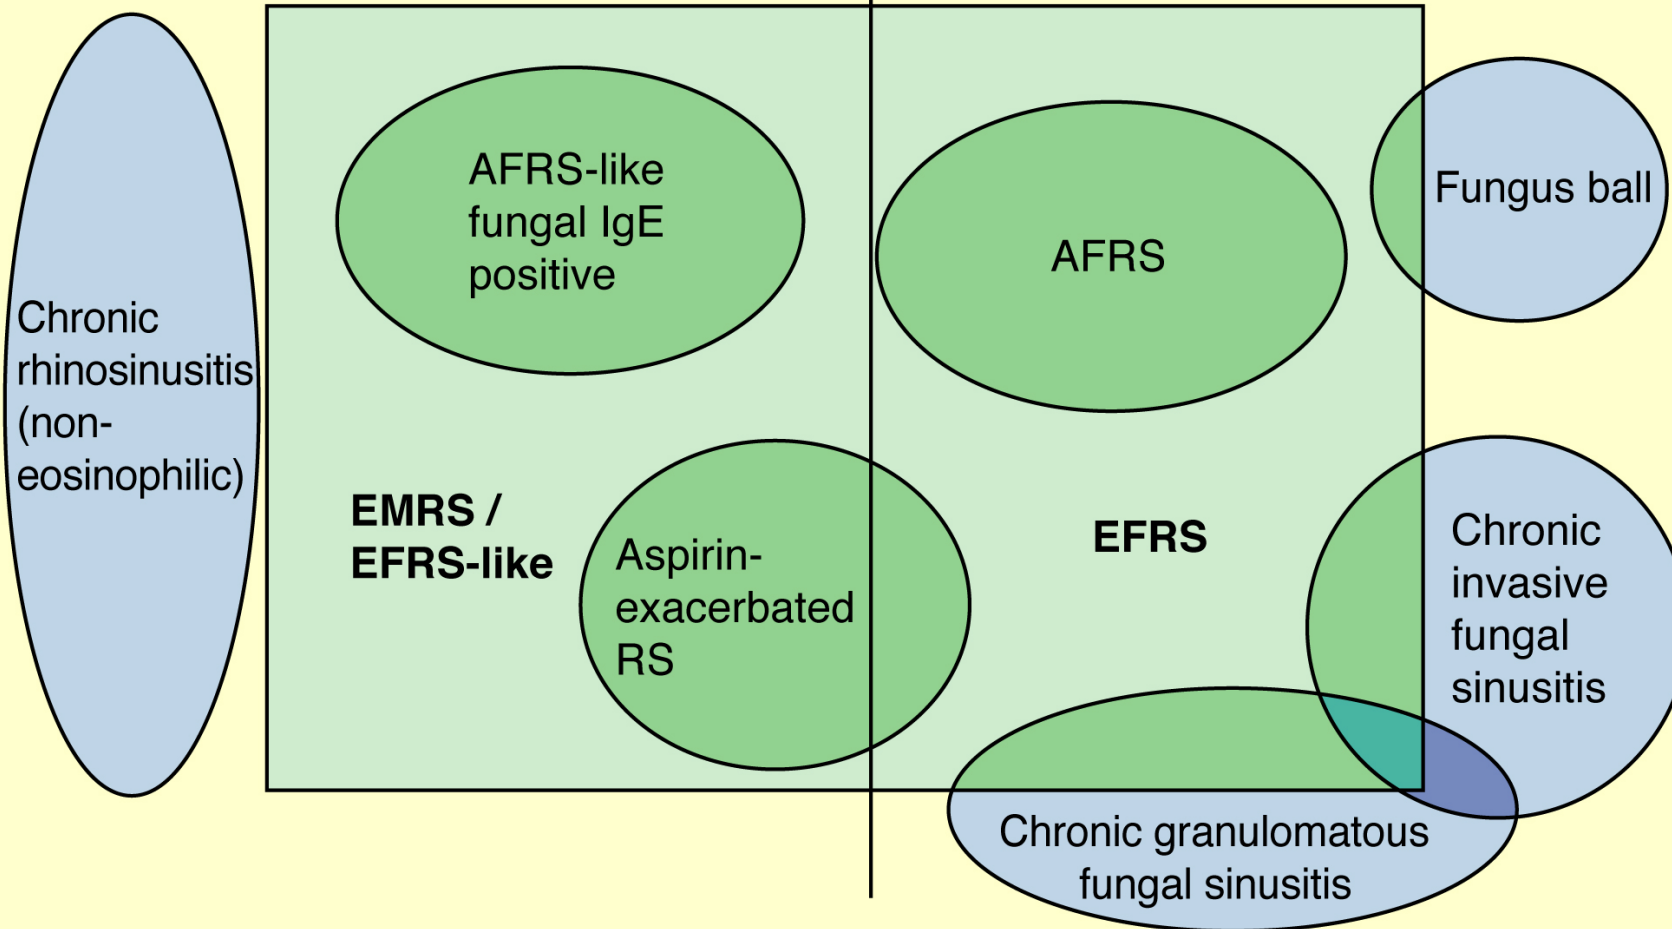 Chronic
rhinosinusitis
(non-
eosinophilic)
AFRS-like
fungal IgE
positive
AFRS
Fungus ball
EMRS /
EFRS-like
Aspirin-
exacerbated
RS
EFRS
Chronic
invasive
fungal
sinusitis
Chronic granulomatous
fungal sinusitis